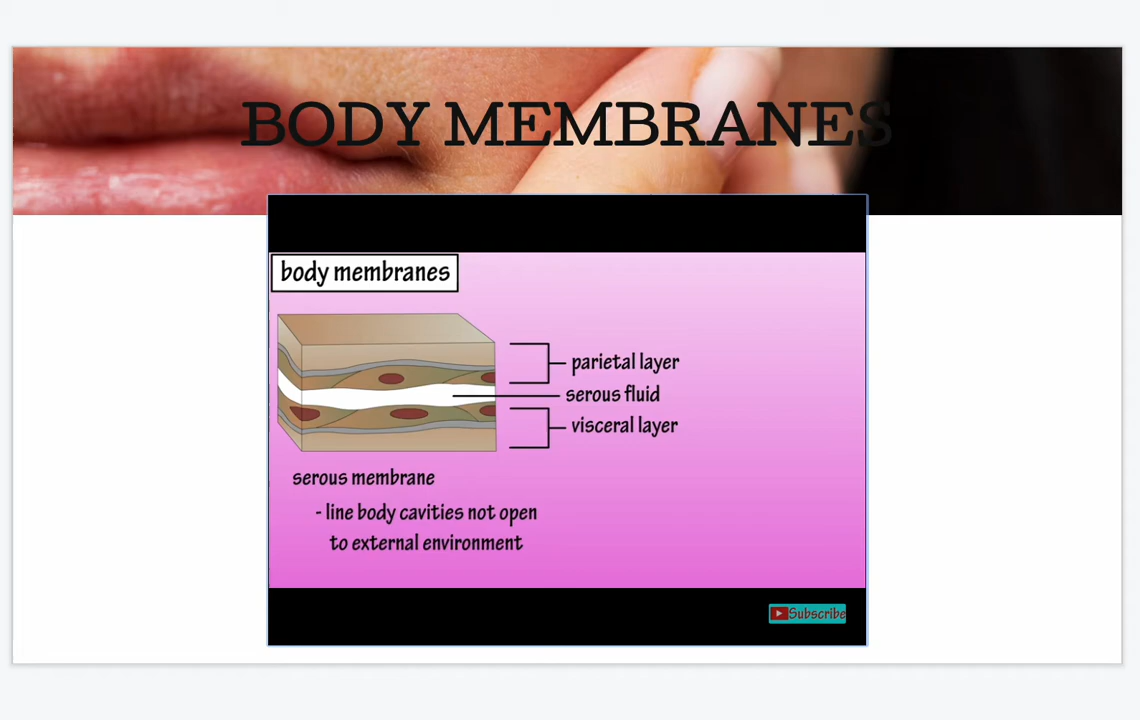 BODY MEMBRANES
body membranes
parietal layer
serous fluid
visceral layer
serous membrane
- line body cavities not open
to external environment
Subscribe